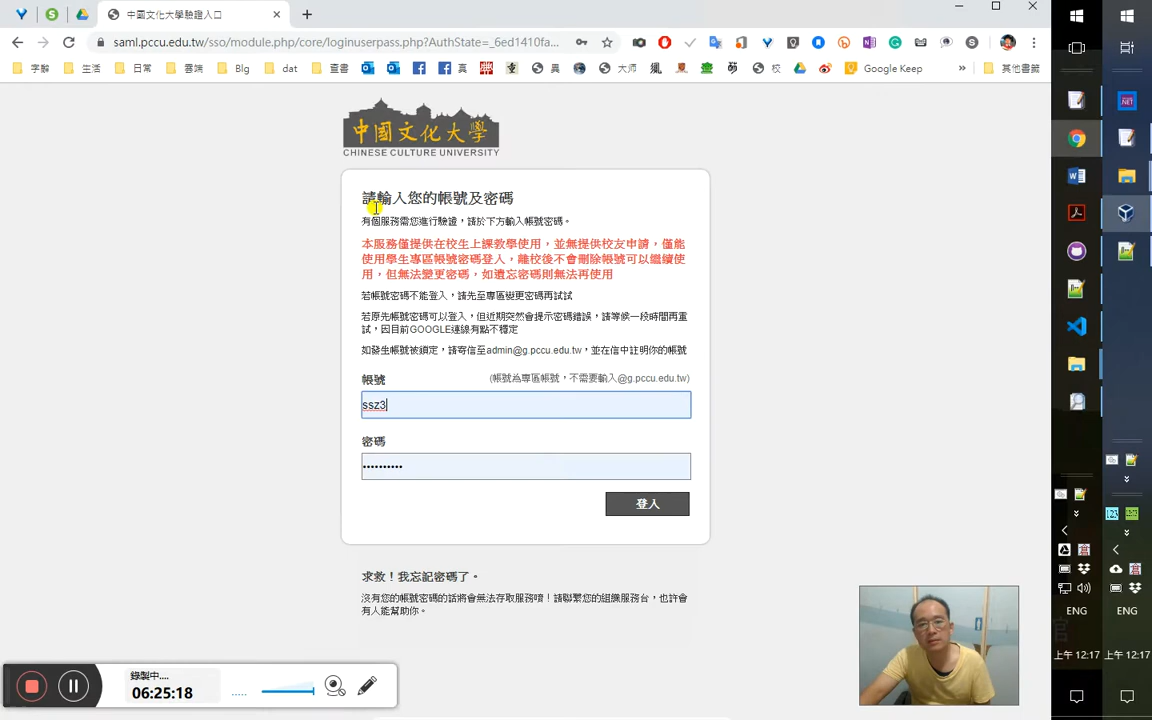 中國文化大學驗證入口
saml.pccu.edu.tw/sso/module.php/core/loginuserpass.php?AuthState=_6ed1410fa...
字辭
生活
日常
雲端
Blg
dat
查書
真
異
大师
校
Google Keep
»
其他書籤
中國文化大學
CHINESE CULTURE UNIVERSITY
請輸入您的帳號及密碼
有個服務需您進行驗證，請於下方輸入帳號密碼。
本服務僅提供在校生上課教學使用，並無提供校友申請，僅能
使用學生專區帳號密碼登入，離校後不會刪除帳號可以繼續使
用，但無法變更密碼，如遺忘密碼則無法再使用
若帳號密碼不能登入，請先至專區變更密碼再試試
若原先帳號密碼可以登入，但近期突然會提示密碼錯誤，請等候一段時間再重
試，因目前GOOGLE連線有點不穩定
如發生帳號被鎖定，請寄信至admin@g.pccu.edu.tw，並在信中註明你的帳號
帳號
(帳號為專區帳號，不需要輸入@g.pccu.edu.tw)
ssz3
密碼
••••••••••
登入
求救！我忘記密碼了。
沒有您的帳號密碼的話將會無法存取服務唷！請聯繫您的組織服務台，也許會
有人能幫助你。
錄製中....
06:25:18
ENG
ENG
上午 12:17
上午 12:17